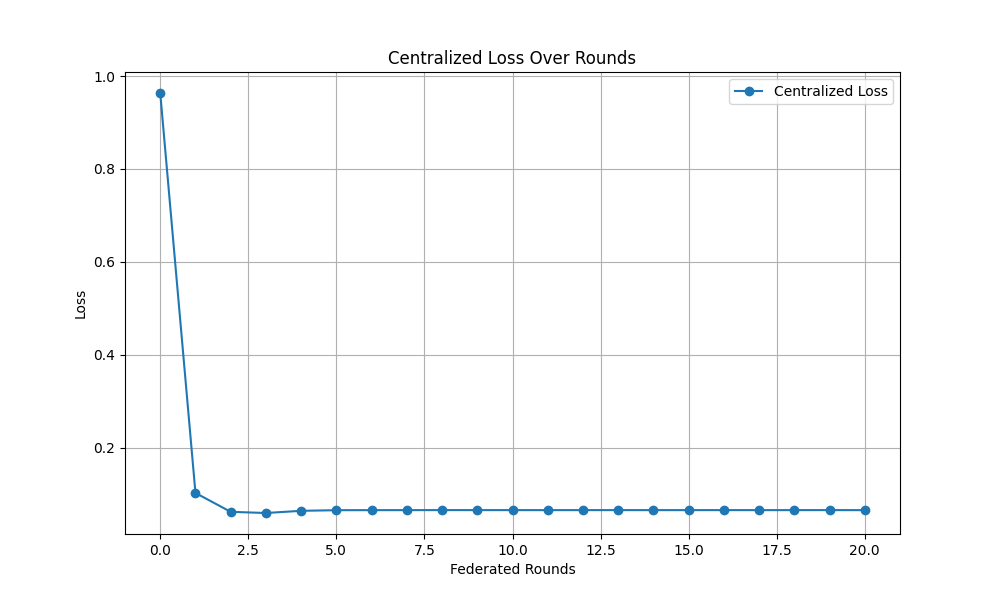 Centralized Loss Over Rounds
Centralized Loss
1.0
0.8
0.6
0.4
0.2
Loss
0.0 2.5 5.0 7.5 10.0 12.5 15.0 17.5 20.0
Federated Rounds